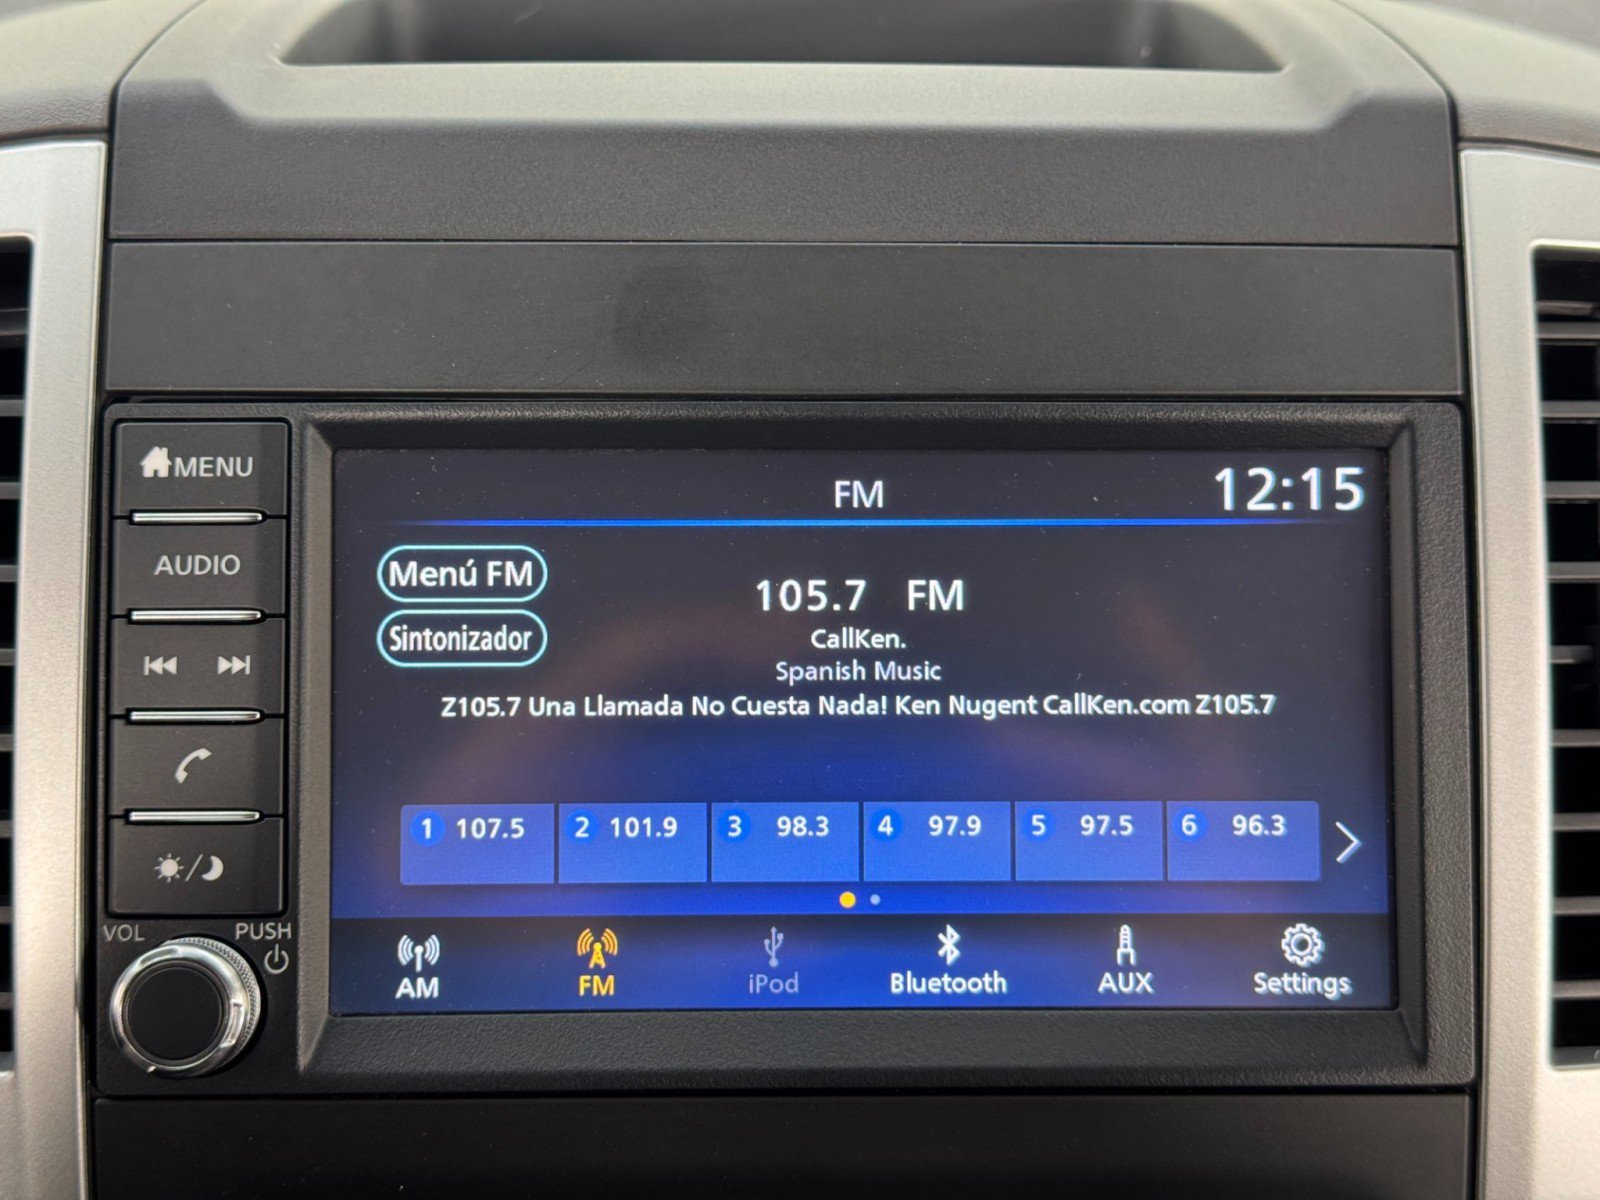 MENU
AUDIO
VOL
PUSH
FM 12:15
Menú FM
Sintonizador
105.7 FM
CallKen.
Spanish Music
Z105.7 Una Llamada No Cuesta Nada! Ken Nugent CallKen.com Z105.7
1 107.5 2 101.9 3 98.3 4 97.9 5 97.5 6 96.3
AM FM iPod Bluetooth AUX Settings